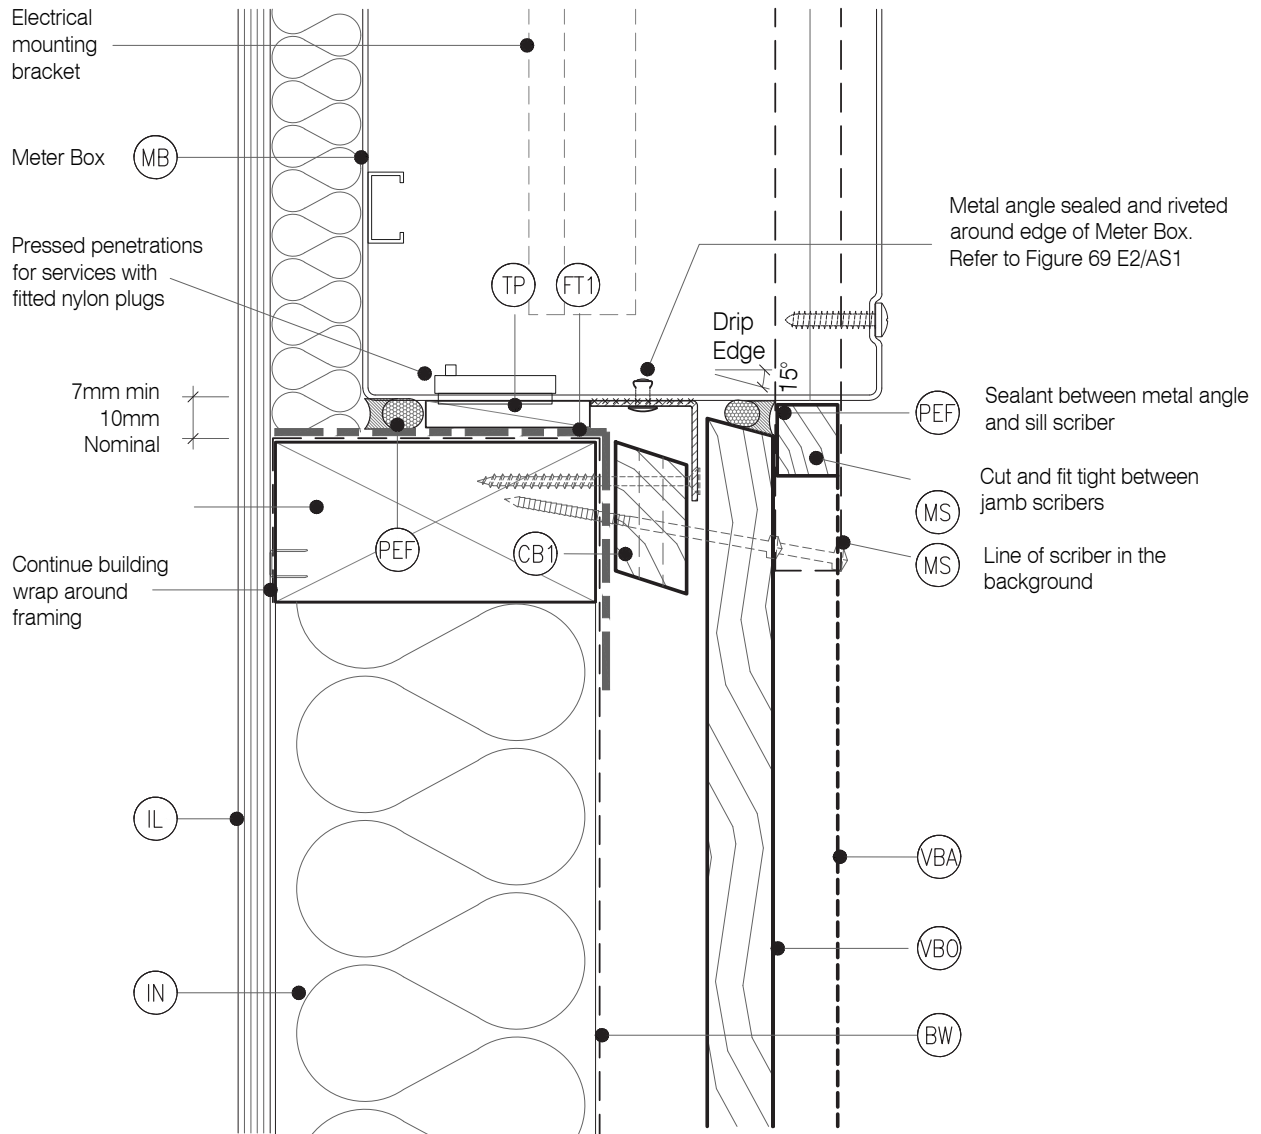 Electrical
mounting
bracket
Meter Box
MB
Pressed penetrations
for services with
fitted nylon plugs
TP
FT1
Metal angle sealed and riveted
around edge of Meter Box.
Refer to Figure 69 E2/AS1
Drip
Edge
15°
7mm min
10mm
Nominal
PEF
Sealant between metal angle
and sill scriber
Cut and fit tight between
jamb scribers
MS
PEF
CB1
MS
Line of scriber in the
background
Continue building
wrap around
framing
IL
VBA
VBO
IN
BW